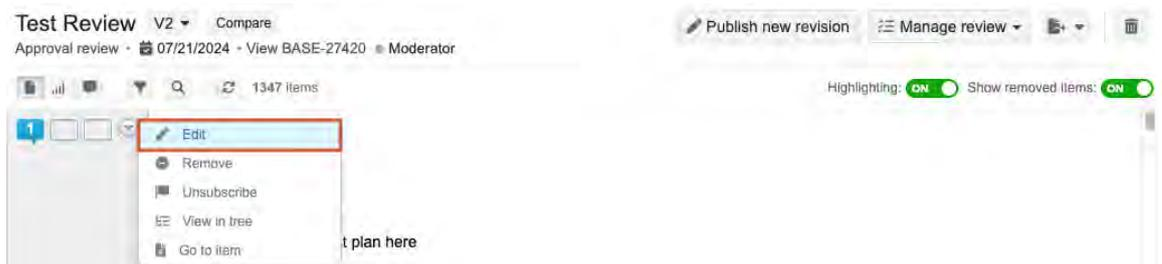 Test Review V2 Compare Publish new revision Manage review
Approval review • 07/21/2024 • View BASE-27420 Moderator
1347 items Highlighting: ON Show removed items: ON
1 Edit
Remove
Unsubscribe
View in tree
t plan here
Go to item